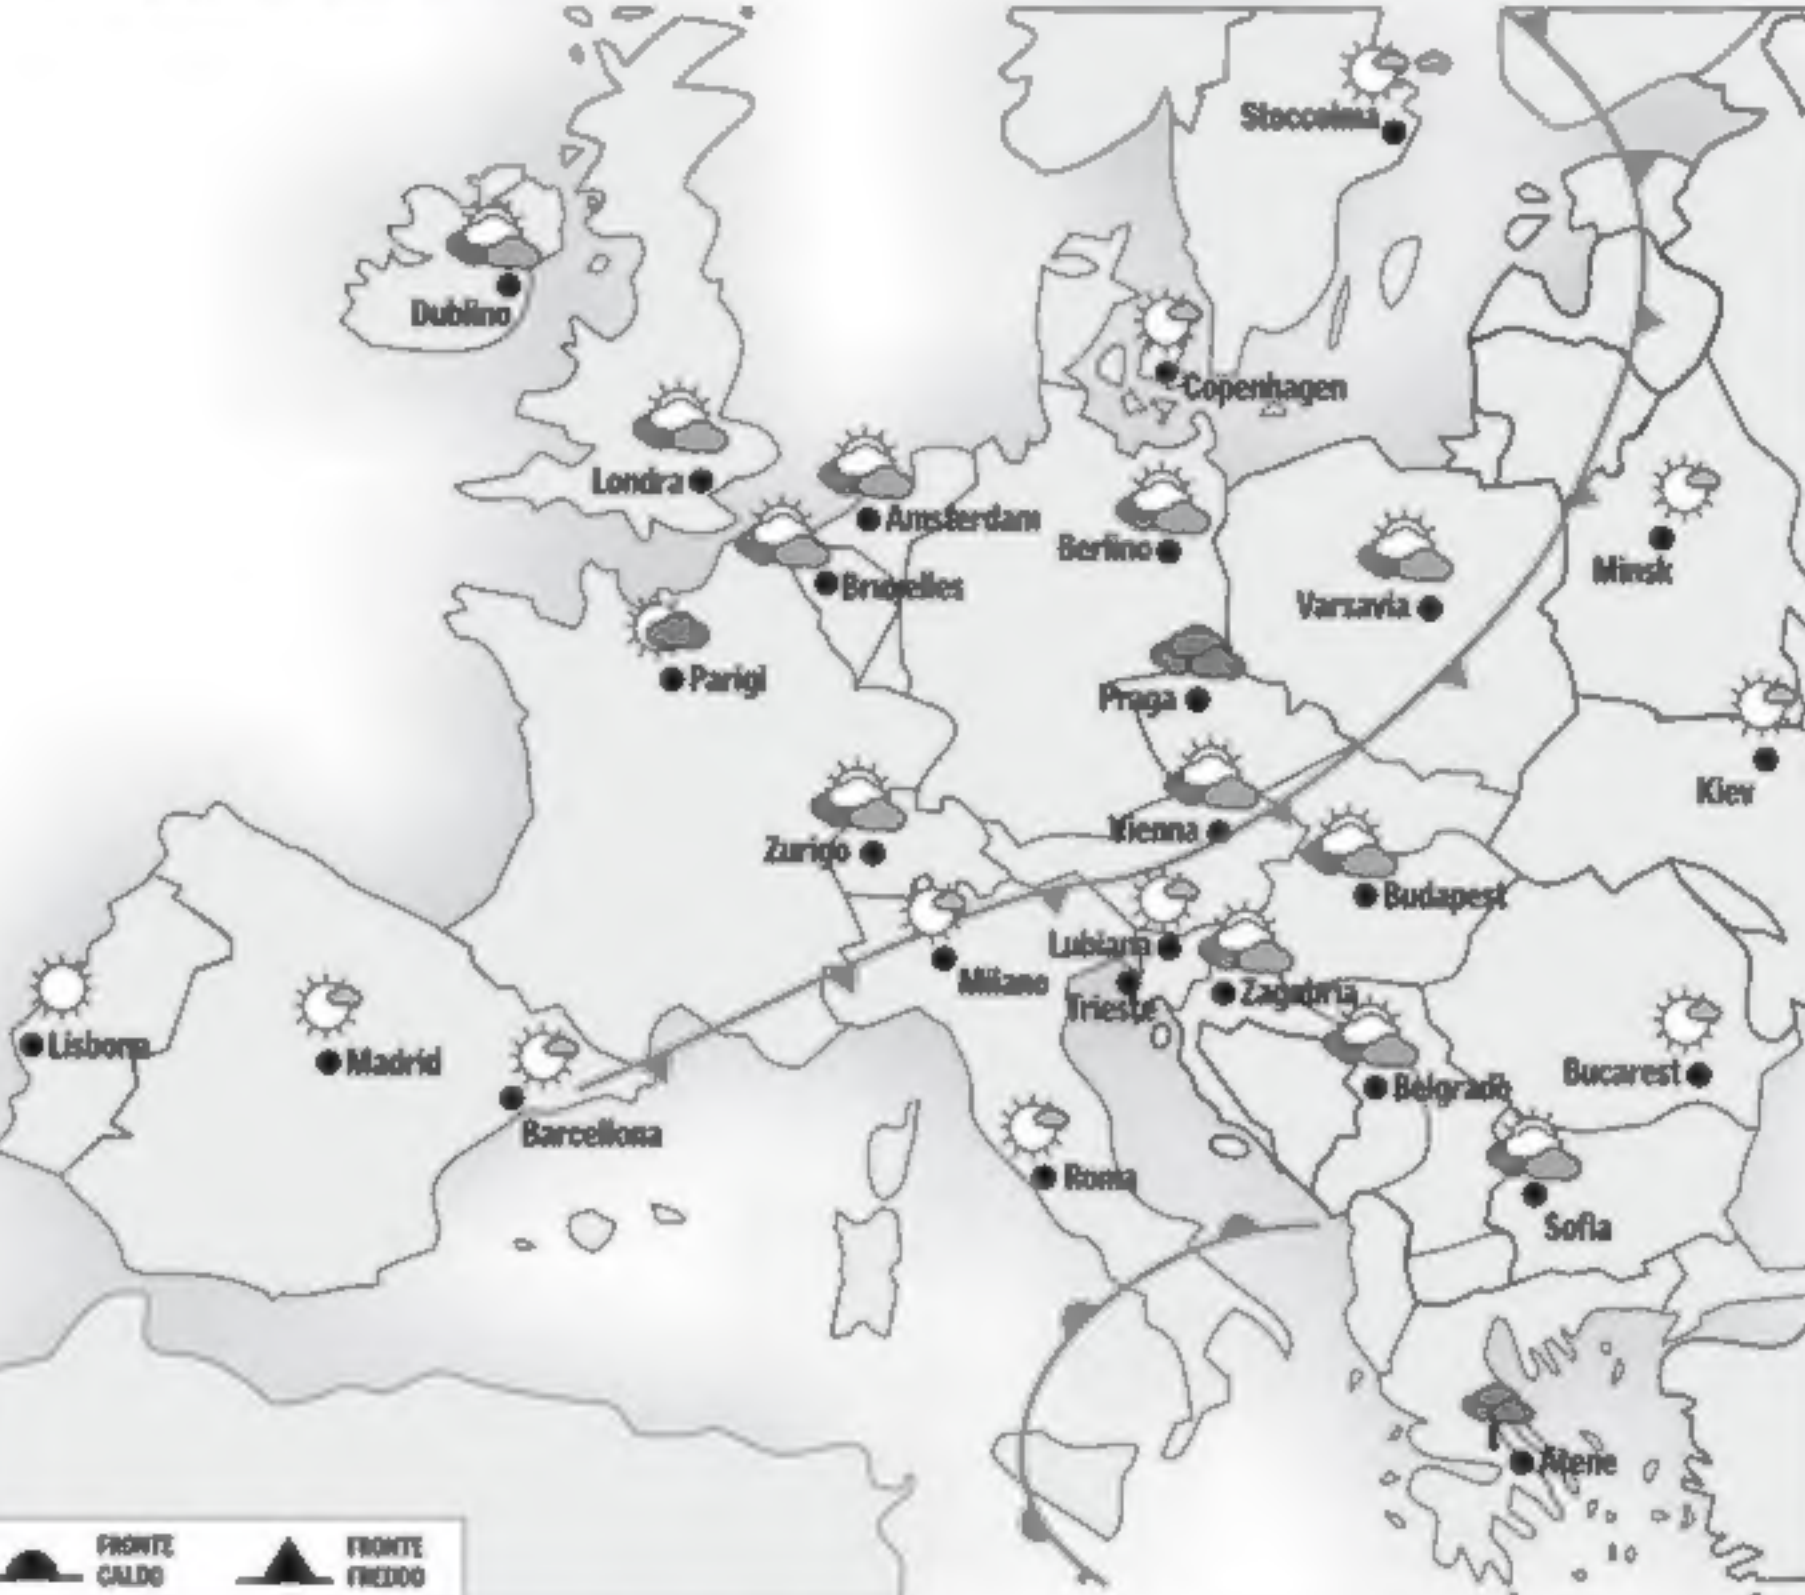 Stoccolma
Dublino
Copenhagen
Londra
Amsterdam
Berlino
Bruxelles
Minsk
Varsavia
Parigi
Praga
Kiev
Vienna
Zurigo
Budapest
Lubiana
Milano
Zagabria
Trieste
Lisbona
Madrid
Bucarest
Belgrado
Barcellona
Roma
Sofia
Atene
FRONTE
CALDO
FRONTE
FREDDO